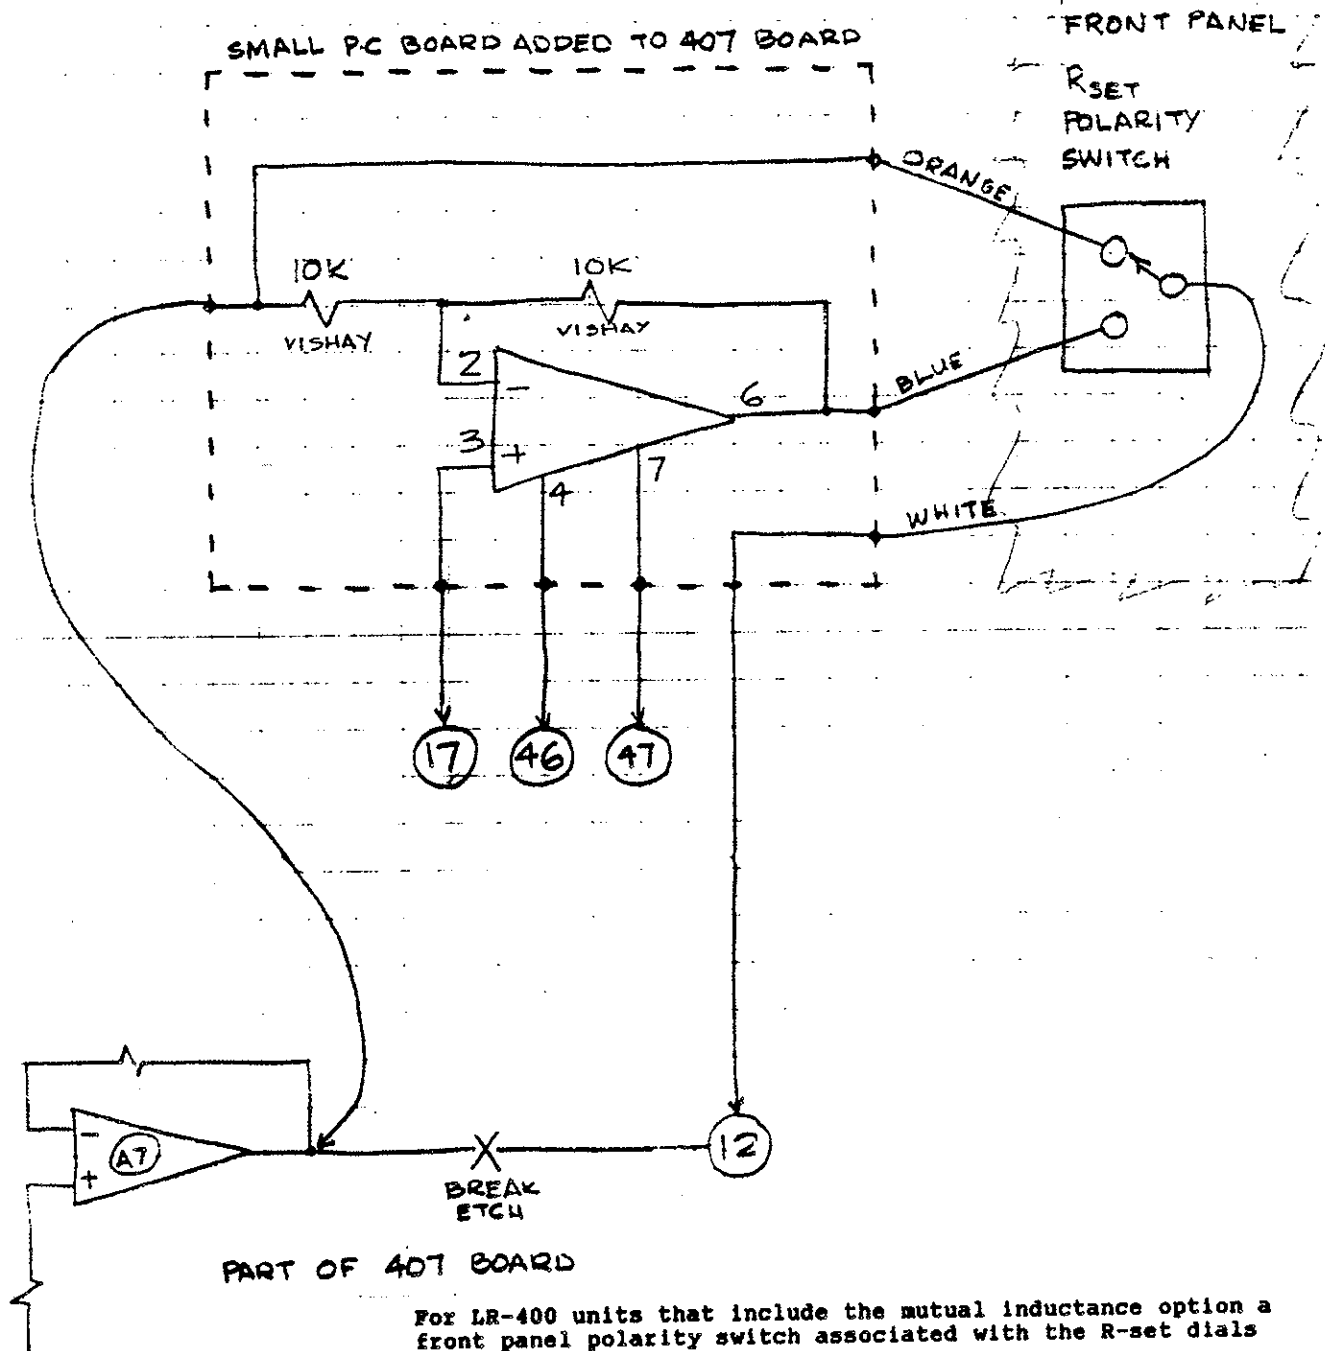 FRONT PANEL
SMALL P.C BOARD ADDED TO 407 BOARD
RSET
POLARITY
SWITCH
ORANGE
10K
10K
VISHAY
VISHAY
2
-
6
BLUE
3
+
7
4
WHITE
17
46
47
-
A7
+
12
BREAK
ETCH
PART OF 407 BOARD
For LR-400 units that include the mutual inductance option a
front panel polarity switch associated with the R-set dials